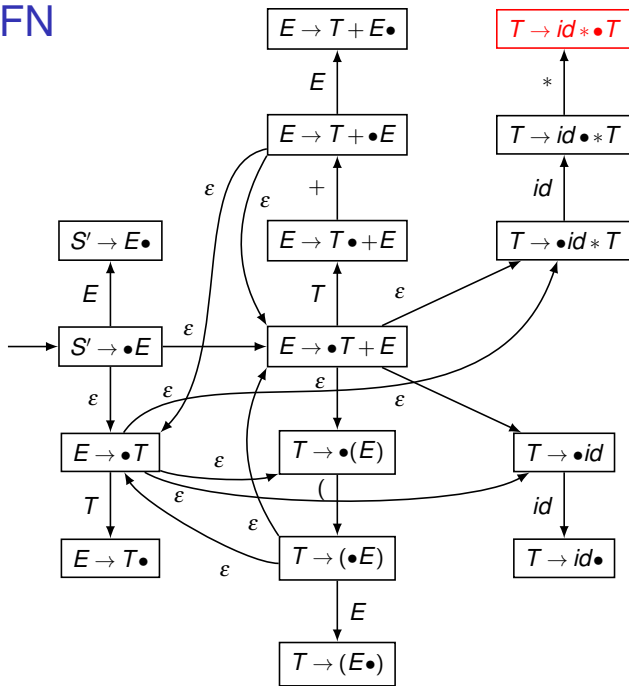 FN
E → T + E●
T → id * ●T
E
*
E → T + ●E
T → id ● * T
ε
ε
+
id
S′ → E●
E → T ● + E
T → ●id * T
E
T
ε
S′ → ●E
ε
E → ●T + E
ε
ε
ε
E → ●T
ε
T → ●(E)
T → ●id
T
ε
(
id
ε
E → T●
ε
T → (●E)
T → id●
E
T → (E●)